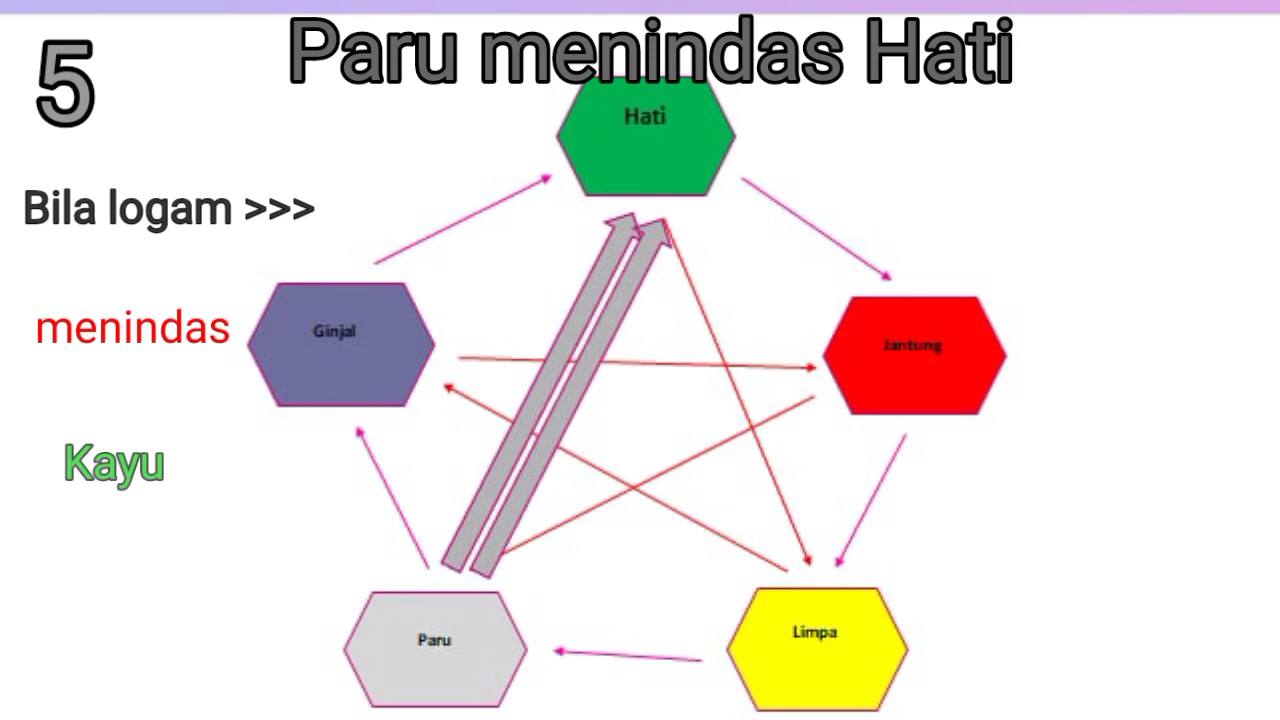 5
Paru menindas Hati
Hati
Bila logam >>>
menindas
Ginjal
Jantung
Kayu
Paru
Limpa